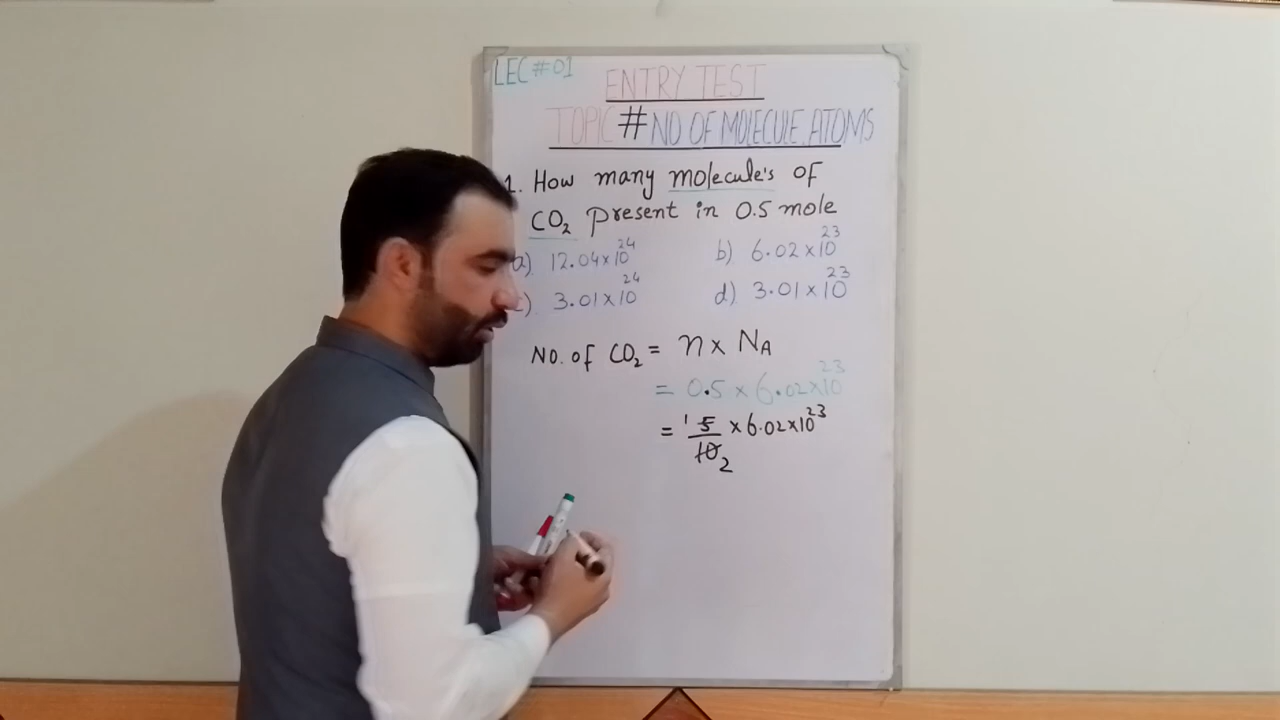 LEC # 01
ENTRY TEST
TOPIC # NO OF MOLECULE, ATOMS
1. How many molecule's of
CO₂ present in 0.5 mole
a) 12.04×10²⁴ b) 6.02×10²³
) 3.01×10²⁴ d) 3.01×10²³
NO. of CO₂ = n × N_A
= 0.5 × 6.02×10²³
= ¹ 5/10 ₂ × 6.02×10²³